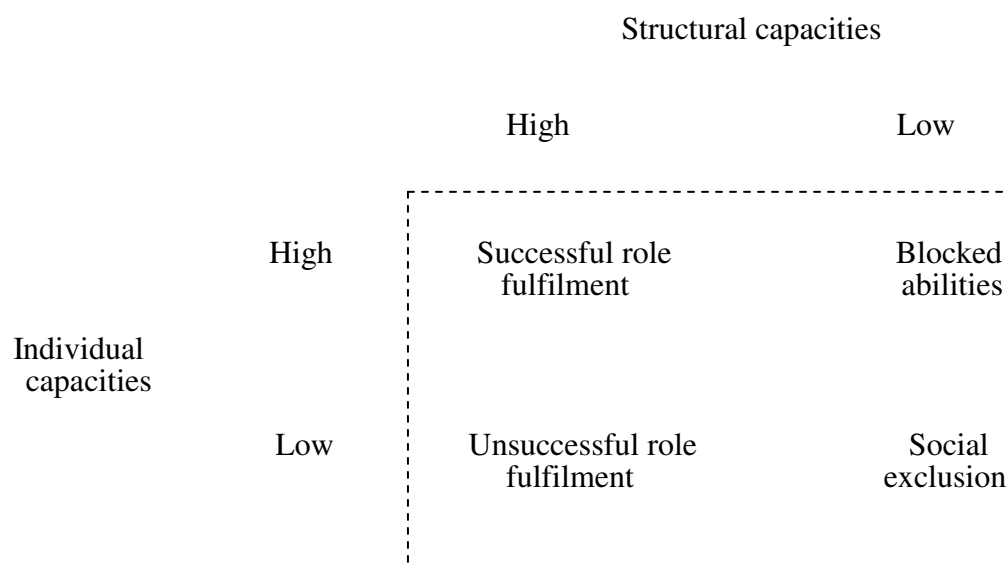 Structural capacities
High Low
High Successful role Blocked
fulfilment abilities
Individual
capacities
Low Unsuccessful role Social
fulfilment exclusion